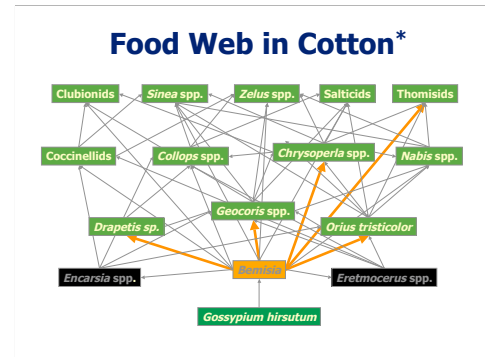 Food Web in Cotton*
Clubionids Sinea spp. Zelus spp. Salticids Thomisids
Coccinellids Collops spp. Chrysoperla spp. Nabis spp.
Geocoris spp.
Drapetis sp. Orius tristicolor
Encarsia spp. Bemisia Eretmocerus spp.
Gossypium hirsutum